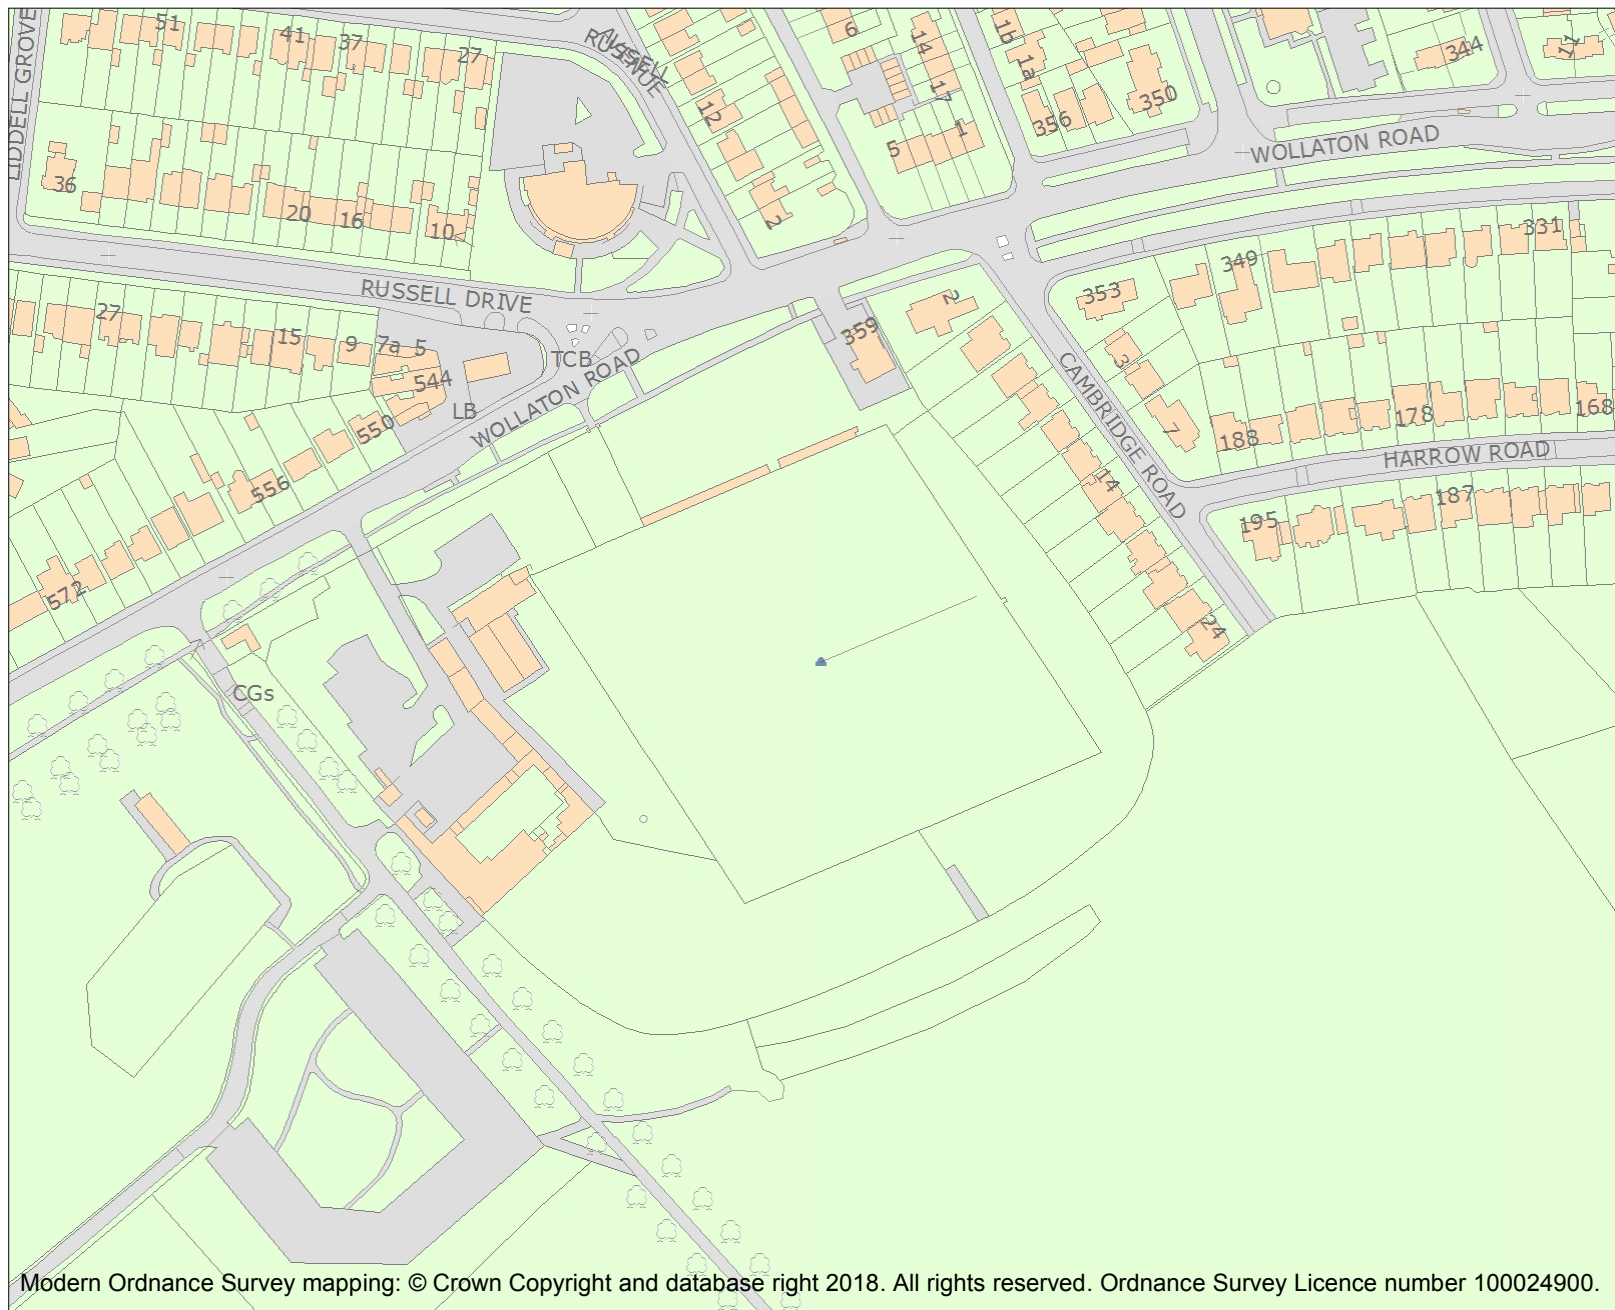 51
41
37
27
RUSSELL
AVENUE
6
14
1b
1a
344
11
LIDDELL GROVE
12
17
350
356
1
5
WOLLATON ROAD
36
20
16
10
2
331
349
RUSSELL DRIVE
353
2
27
15
9
7a
5
TCB
359
3
544
WOLLATON ROAD
CAMBRIDGE ROAD
LB
550
7
188
178
168
HARROW ROAD
556
14
187
195
572
24
CGs
Modern Ordnance Survey mapping: © Crown Copyright and database right 2018. All rights reserved. Ordnance Survey Licence number 100024900.